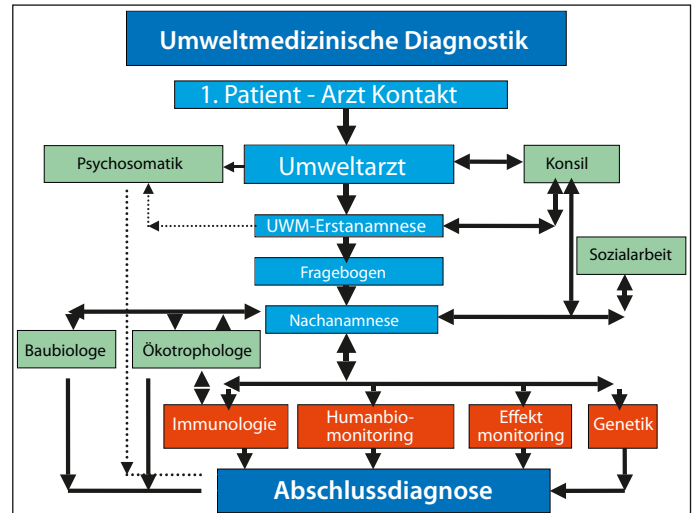 Umweltmedizinische Diagnostik
1. Patient - Arzt Kontakt
Psychosomatik
Umweltarzt
Konsil
UWM-Erstanamnese
Sozialarbeit
Fragebogen
Nachanamnese
Baubiologe
Ökotrophologe
Immunologie
Humanbio-
monitoring
Effekt
monitoring
Genetik
Abschlussdiagnose